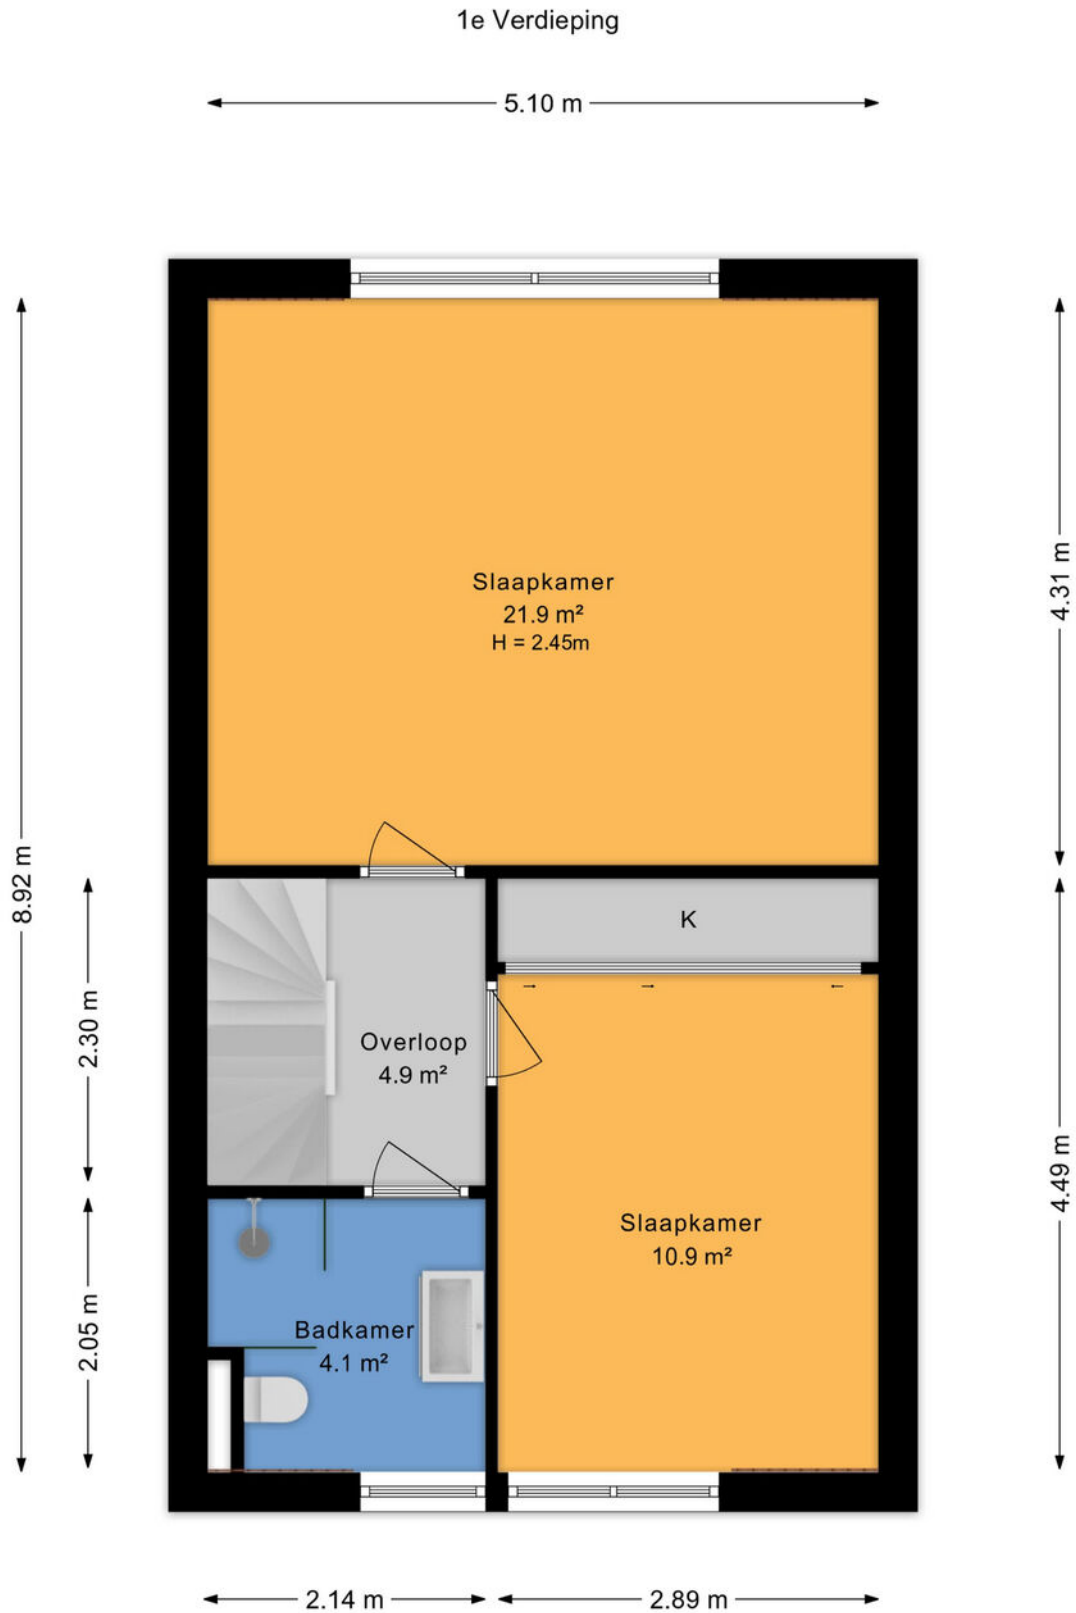 1e Verdieping
5.10 m
Slaapkamer
21.9 m²
H = 2.45m
4.31 m
8.92 m
K
2.30 m
Overloop
4.9 m²
4.49 m
Slaapkamer
10.9 m²
2.05 m
Badkamer
4.1 m²
2.14 m
2.89 m